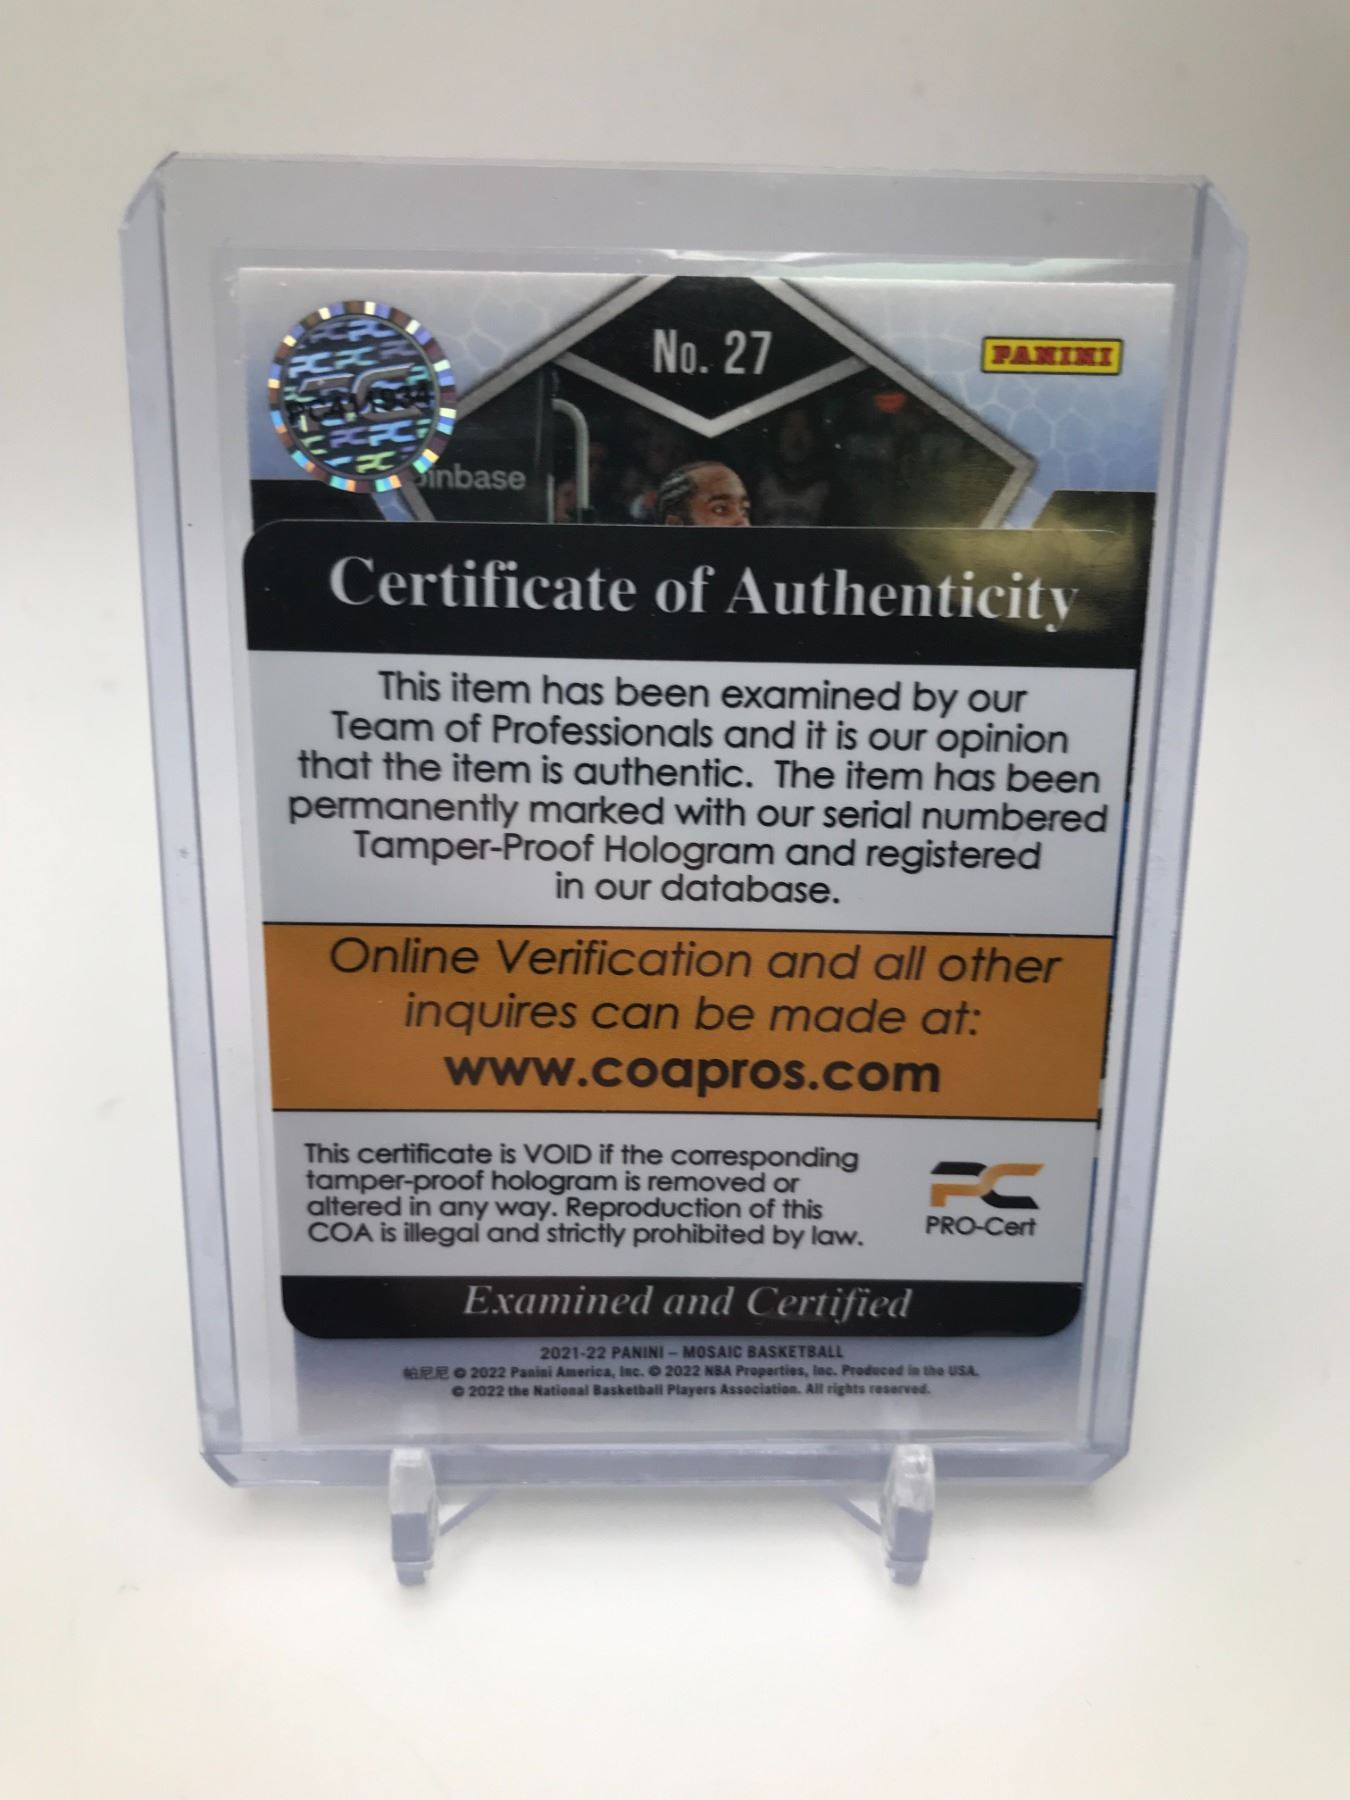 No. 27
PANINI
PC411934
inbase
Certificate of Authenticity
This item has been examined by our
Team of Professionals and it is our opinion
that the item is authentic. The item has been
permanently marked with our serial numbered
Tamper-Proof Hologram and registered
in our database.
Online Verification and all other
inquires can be made at:
www.coapros.com
This certificate is VOID if the corresponding
tamper-proof hologram is removed or
altered in any way. Reproduction of this
COA is illegal and strictly prohibited by law.
PC
PRO-Cert
Examined and Certified
2021-22 PANINI – MOSAIC BASKETBALL
帕尼尼 © 2022 Panini America, Inc. © 2022 NBA Properties, Inc. Produced in the USA.
© 2022 the National Basketball Players Association. All rights reserved.